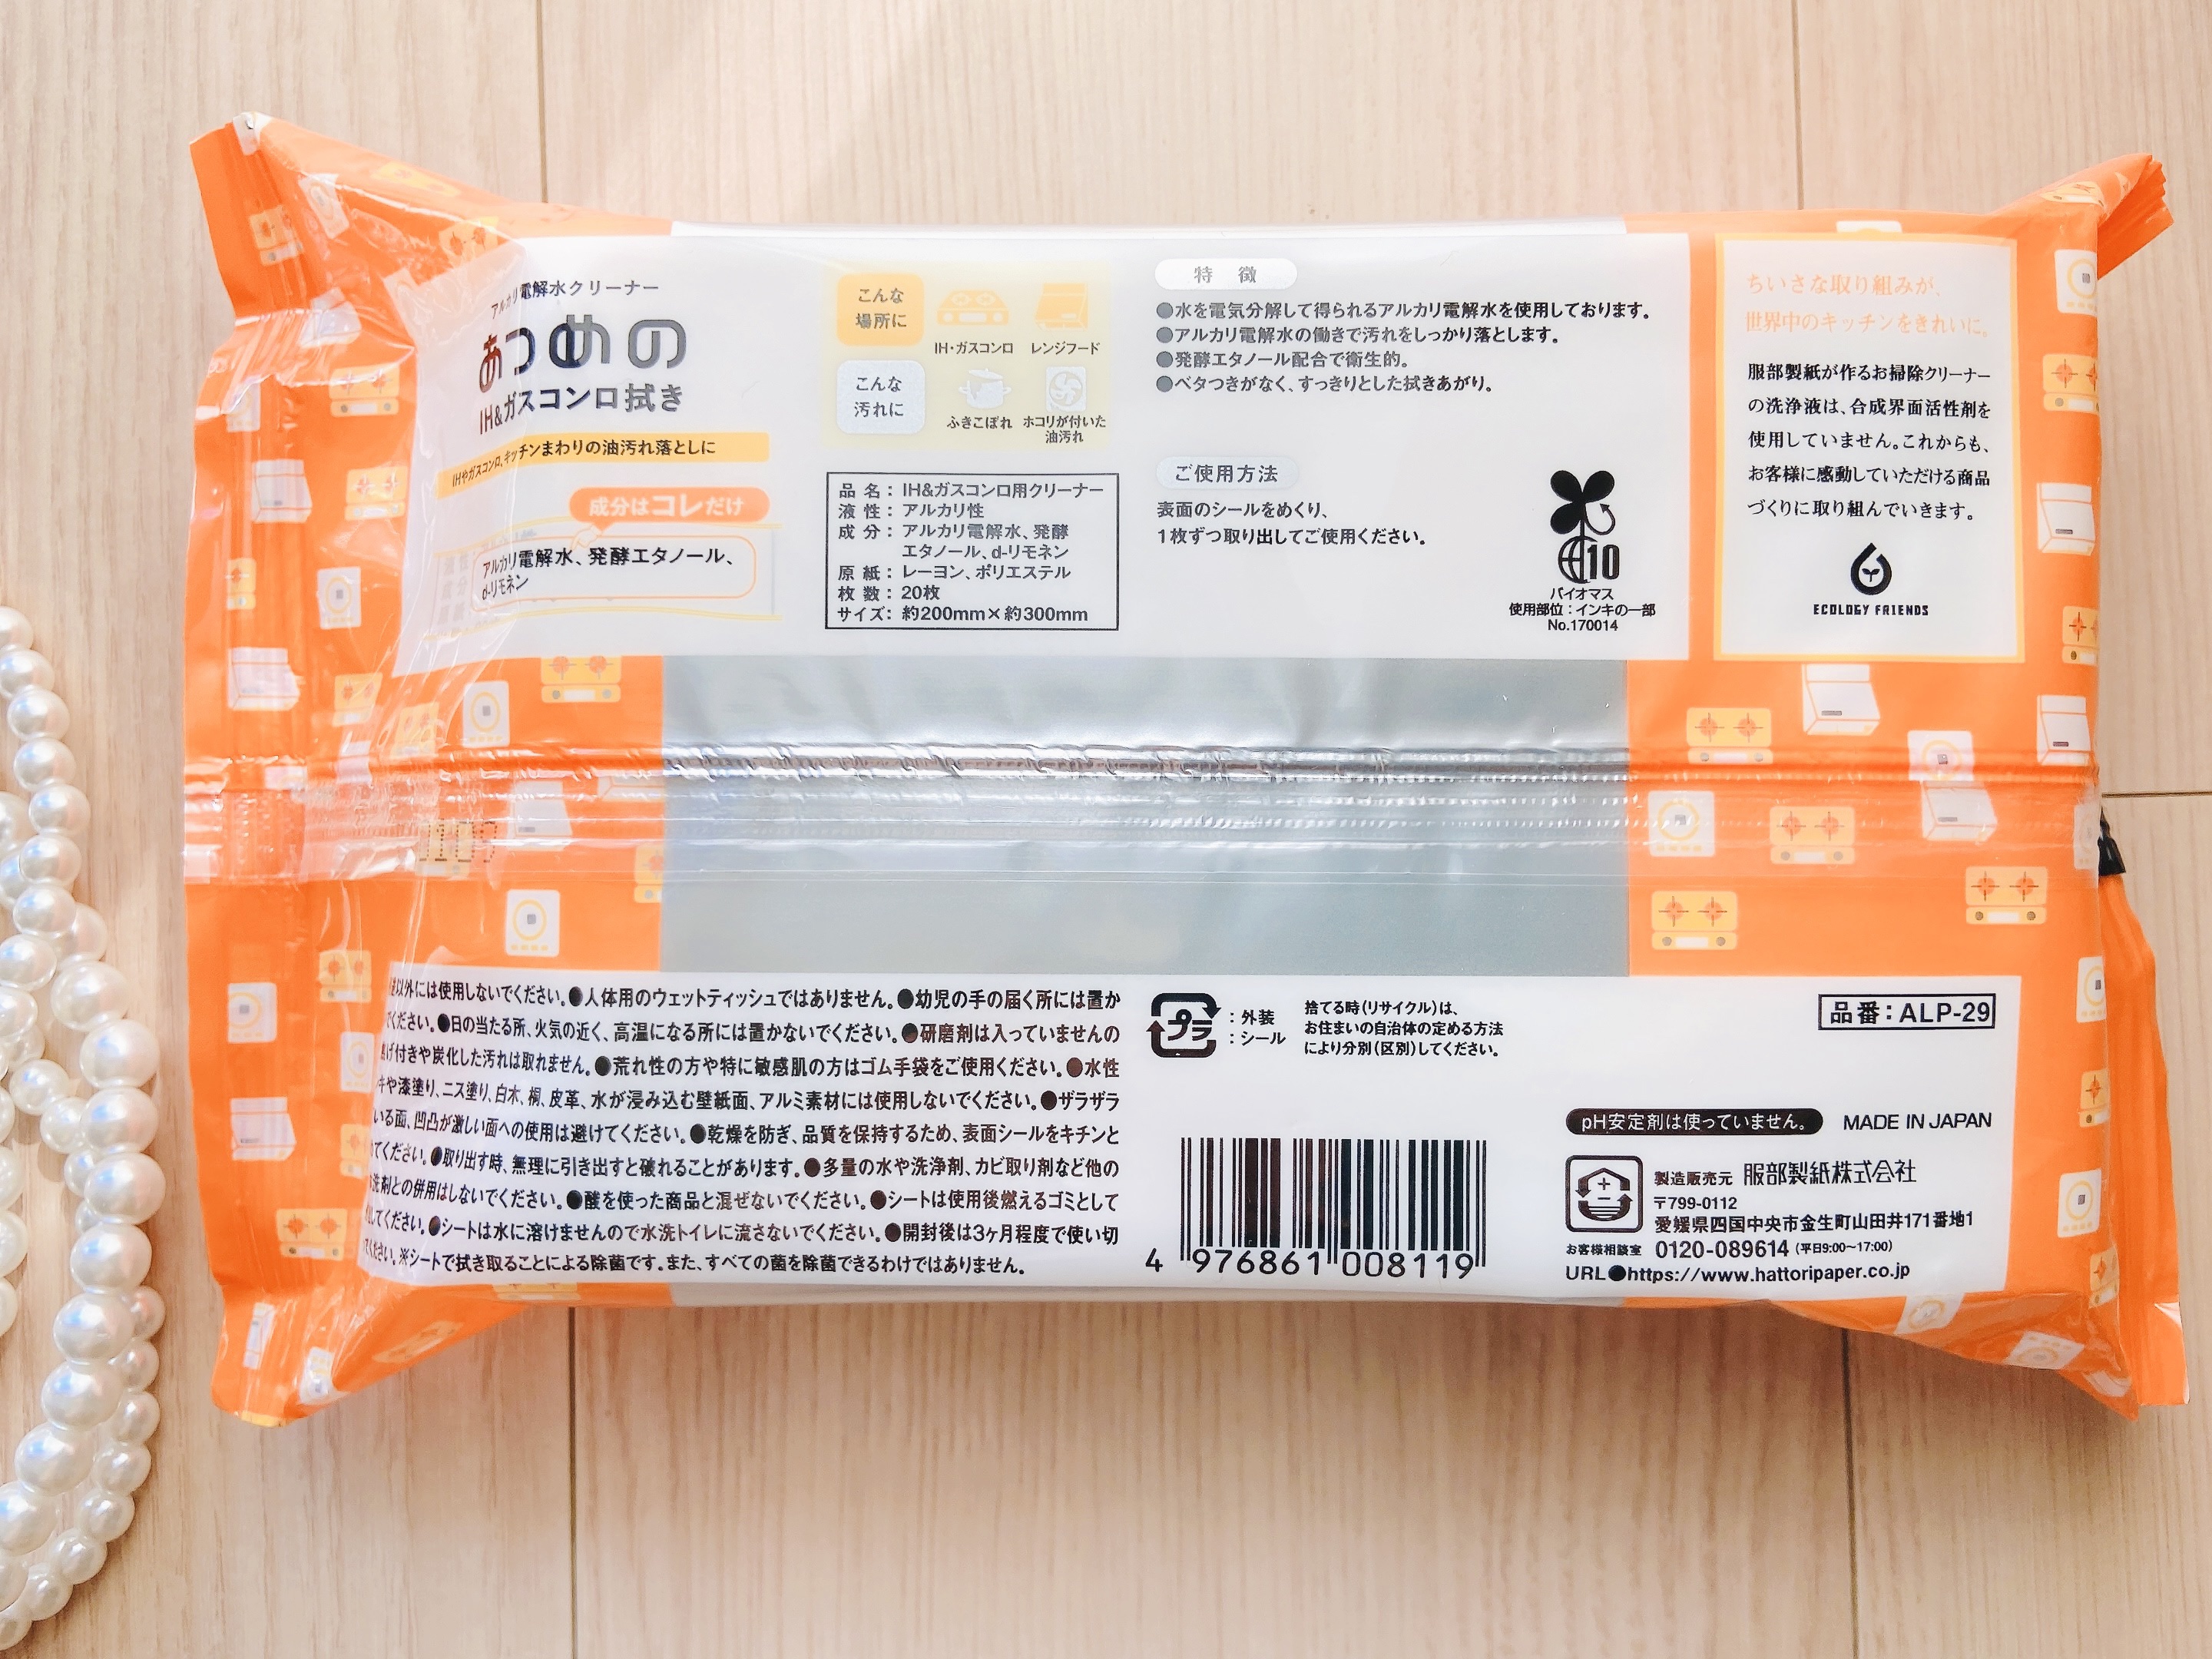 アルカリ電解水クリーナー
あつめの
IH&ガスコンロ拭き
IHやガスコンロ、キッチンまわりの油汚れ落としに
成分はコレだけ
アルカリ電解水、発酵エタノール、
d-リモネン
こんな
場所に
IH・ガスコンロ
レンジフード
こんな
汚れに
ふきこぼれ
ホコリが付いた
油汚れ
品名：IH&ガスコンロ用クリーナー
液性：アルカリ性
成分：アルカリ電解水、発酵
エタノール、d-リモネン
原紙：レーヨン、ポリエステル
枚数：20枚
サイズ：約200mm×約300mm
特徴
●水を電気分解して得られるアルカリ電解水を使用しております。
●アルカリ電解水の働きで汚れをしっかり落とします。
●発酵エタノール配合で衛生的。
●ベタつきがなく、すっきりとした拭きあがり。
ご使用方法
表面のシールをめくり、
1枚ずつ取り出してご使用ください。
10
バイオマス
使用部位：インキの一部
No.170014
ちいさな取り組みが、
世界中のキッチンをきれいに。
服部製紙が作るお掃除クリーナー
の洗浄液は、合成界面活性剤を
使用していません。これからも、
お客様に感動していただける商品
づくりに取り組んでいきます。
ECOLOGY FRIENDS
以外には使用しないでください。●人体用のウェットティッシュではありません。●幼児の手の届く所には置か
でください。●日の当たる所、火気の近く、高温になる所には置かないでください。●研磨剤は入っていませんの
げ付きや炭化した汚れは取れません。●荒れ性の方や特に敏感肌の方はゴム手袋をご使用ください。●水性
キや漆塗り、ニス塗り、白木、桐、皮革、水が浸み込む壁紙面、アルミ素材には使用しないでください。●ザラザラ
いる面、凹凸が激しい面への使用は避けてください。●乾燥を防ぎ、品質を保持するため、表面シールをキチンと
てください。●取り出す時、無理に引き出すと破れることがあります。●多量の水や洗浄剤、カビ取り剤など他の
洗剤との併用はしないでください。●酸を使った商品と混ぜないでください。●シートは使用後燃えるゴミとして
してください。●シートは水に溶けませんので水洗トイレに流さないでください。●開封後は3ヶ月程度で使い切
てください。※シートで拭き取ることによる除菌です。また、すべての菌を除菌できるわけではありません。
プラ
：外装
：シール
捨てる時(リサイクル)は、
お住まいの自治体の定める方法
により分別(区別)してください。
4 976861 008119
品番：ALP-29
pH安定剤は使っていません。
MADE IN JAPAN
製造販売元 服部製紙株式会社
〒799-0112
愛媛県四国中央市金生町山田井171番地1
お客様相談室 0120-089614 (平日9:00〜17:00)
URL●https://www.hattoripaper.co.jp